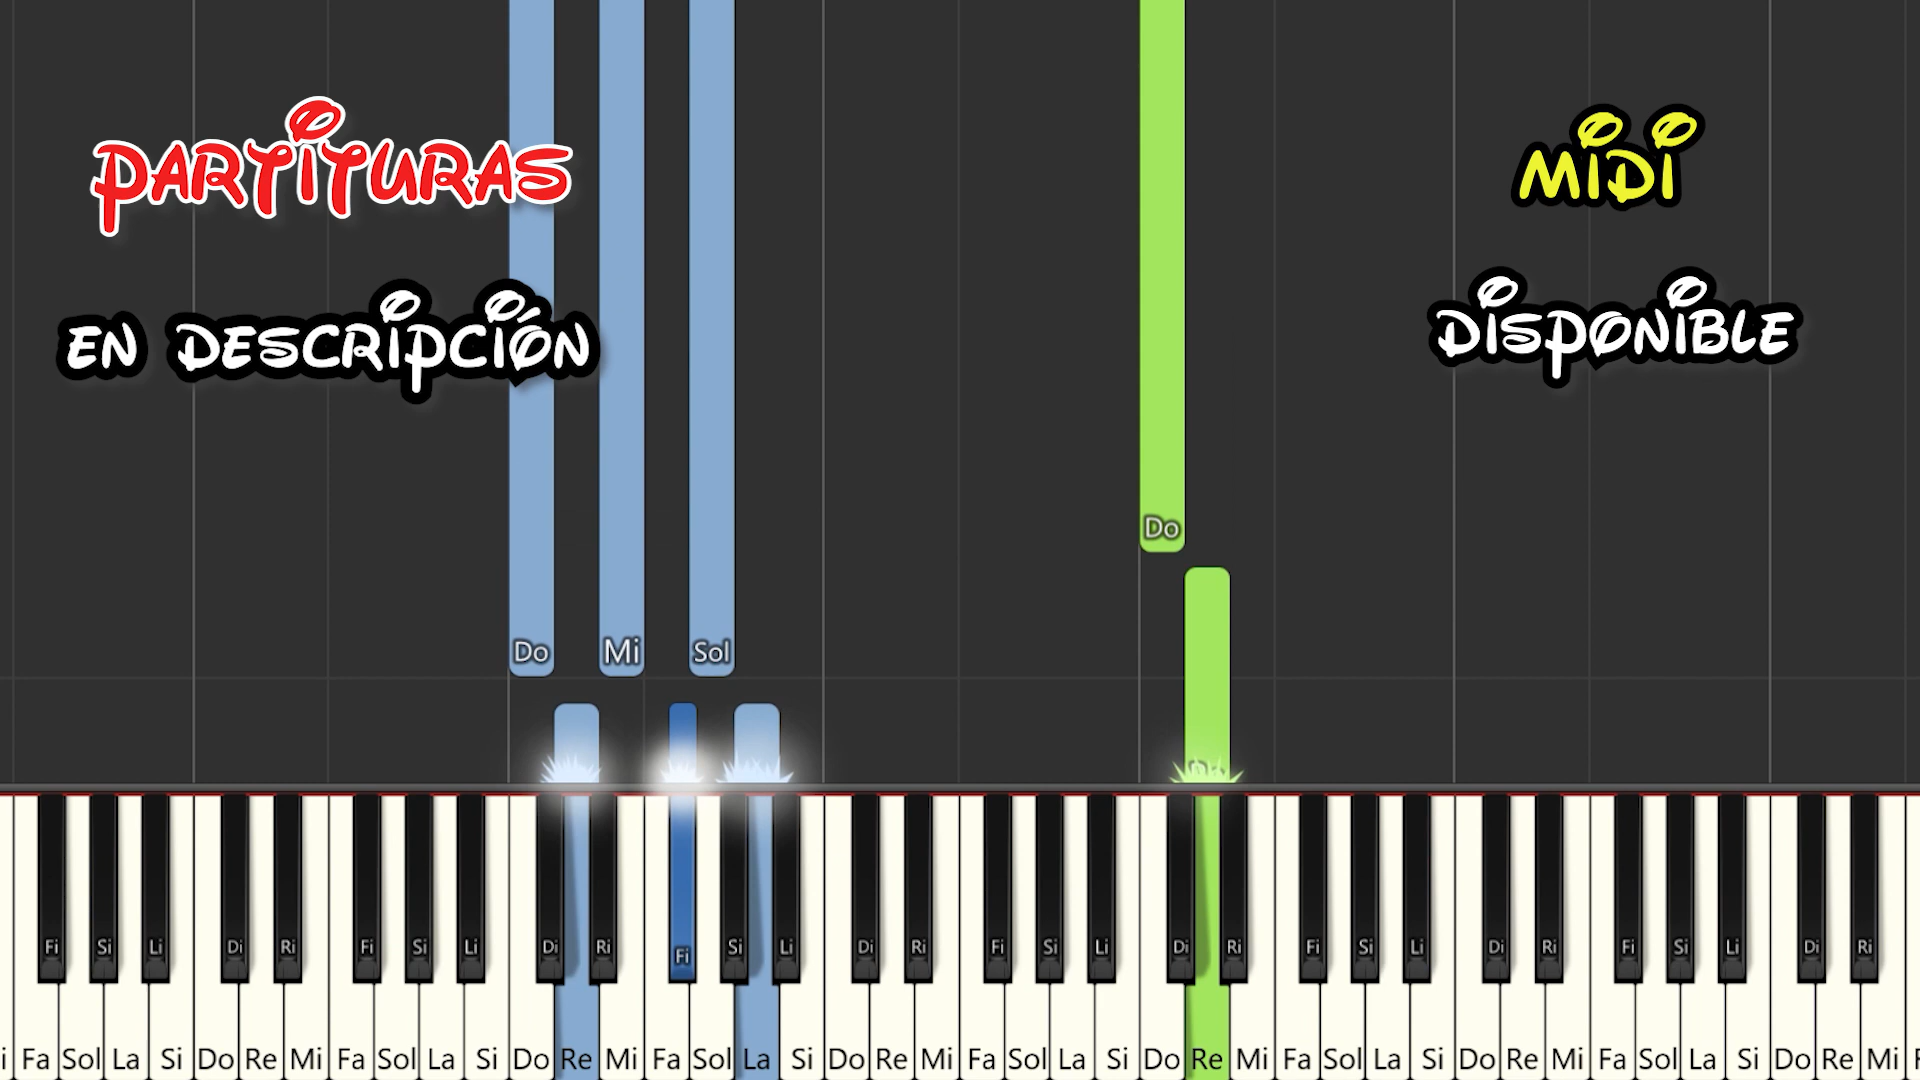 PARTITURAS
EN DESCRIPCIÓN
MIDI
DISPONIBLE
Do
Do Mi Sol
Fi Si Li Di Ri Fi Si Li Di Ri Fi Si Li Di Ri Fi Si Li Di Ri Fi Si Li Di Ri Fi Si Li Di Ri
i Fa Sol La Si Do Re Mi Fa Sol La Si Do Re Mi Fa Sol La Si Do Re Mi Fa Sol La Si Do Re Mi Fa Sol La Si Do Re Mi Fa Sol La Si Do Re Mi